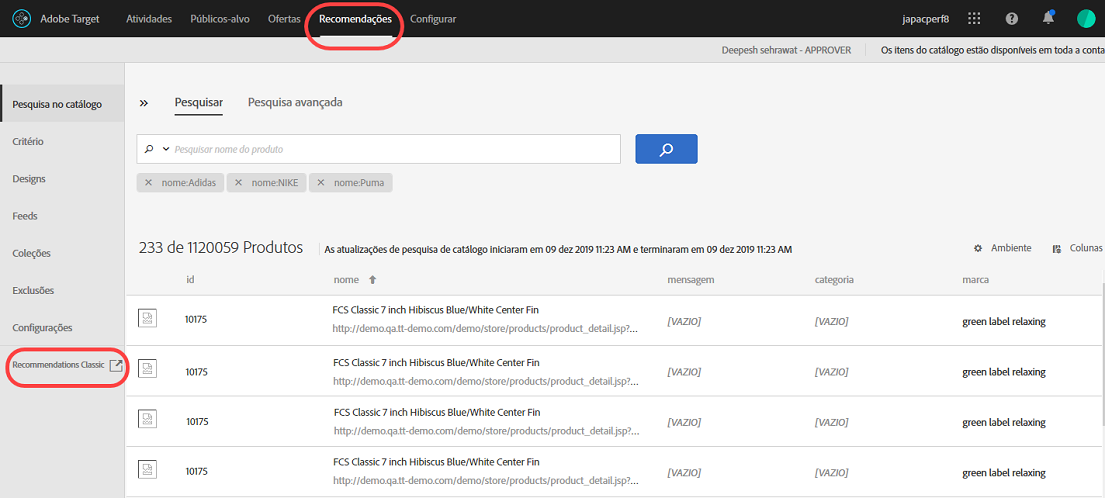 Adobe Target Atividades Públicos-alvo Ofertas Recomendações Configurar japacperf8
Deepesh sehrawat - APPROVER Os itens do catálogo estão disponíveis em toda a conta
Pesquisa no catálogo
Critério
Designs
Feeds
Coleções
Exclusões
Configurações
Recommendations Classic
Pesquisar Pesquisa avançada
Pesquisar nome do produto
nome:Adidas nome:NIKE nome:Puma
233 de 1120059 Produtos As atualizações de pesquisa de catálogo iniciaram em 09 dez 2019 11:23 AM e terminaram em 09 dez 2019 11:23 AM Ambiente Colunas
id nome mensagem categoria marca
10175 FCS Classic 7 inch Hibiscus Blue/White Center Fin [VAZIO] [VAZIO] green label relaxing
http://demo.qa.tt-demo.com/demo/store/products/product_detail.jsp?...
10175 FCS Classic 7 inch Hibiscus Blue/White Center Fin [VAZIO] [VAZIO] green label relaxing
http://demo.qa.tt-demo.com/demo/store/products/product_detail.jsp?...
10175 FCS Classic 7 inch Hibiscus Blue/White Center Fin [VAZIO] [VAZIO] green label relaxing
http://demo.qa.tt-demo.com/demo/store/products/product_detail.jsp?...
10175 FCS Classic 7 inch Hibiscus Blue/White Center Fin [VAZIO] [VAZIO] green label relaxing
http://demo.qa.tt-demo.com/demo/store/products/product_detail.jsp?...